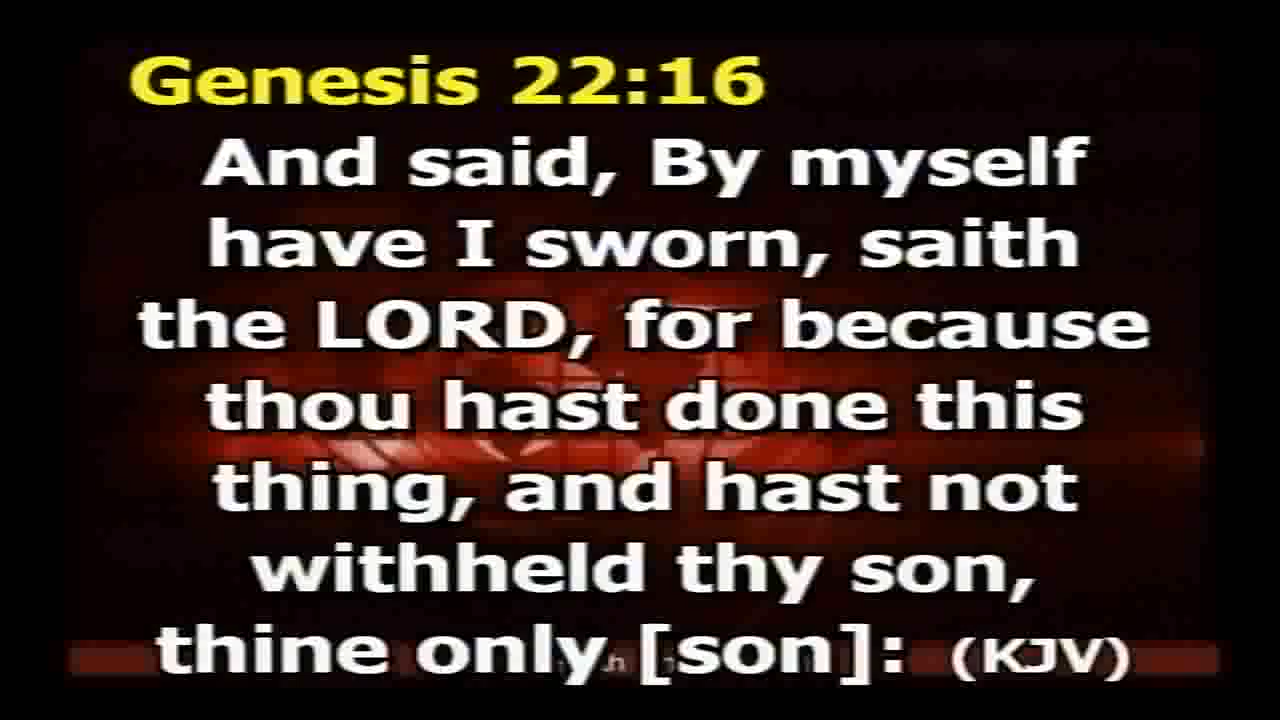 Genesis 22:16
And said, By myself
have I sworn, saith
the LORD, for because
thou hast done this
thing, and hast not
withheld thy son,
thine only [son]: (KJV)